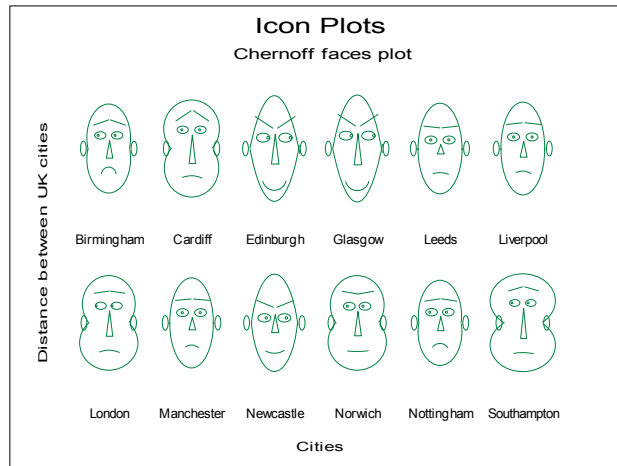 Icon Plots
Chernoff faces plot
Distance between UK cities
Birmingham Cardiff Edinburgh Glasgow Leeds Liverpool
London Manchester Newcastle Norwich Nottingham Southampton
Cities